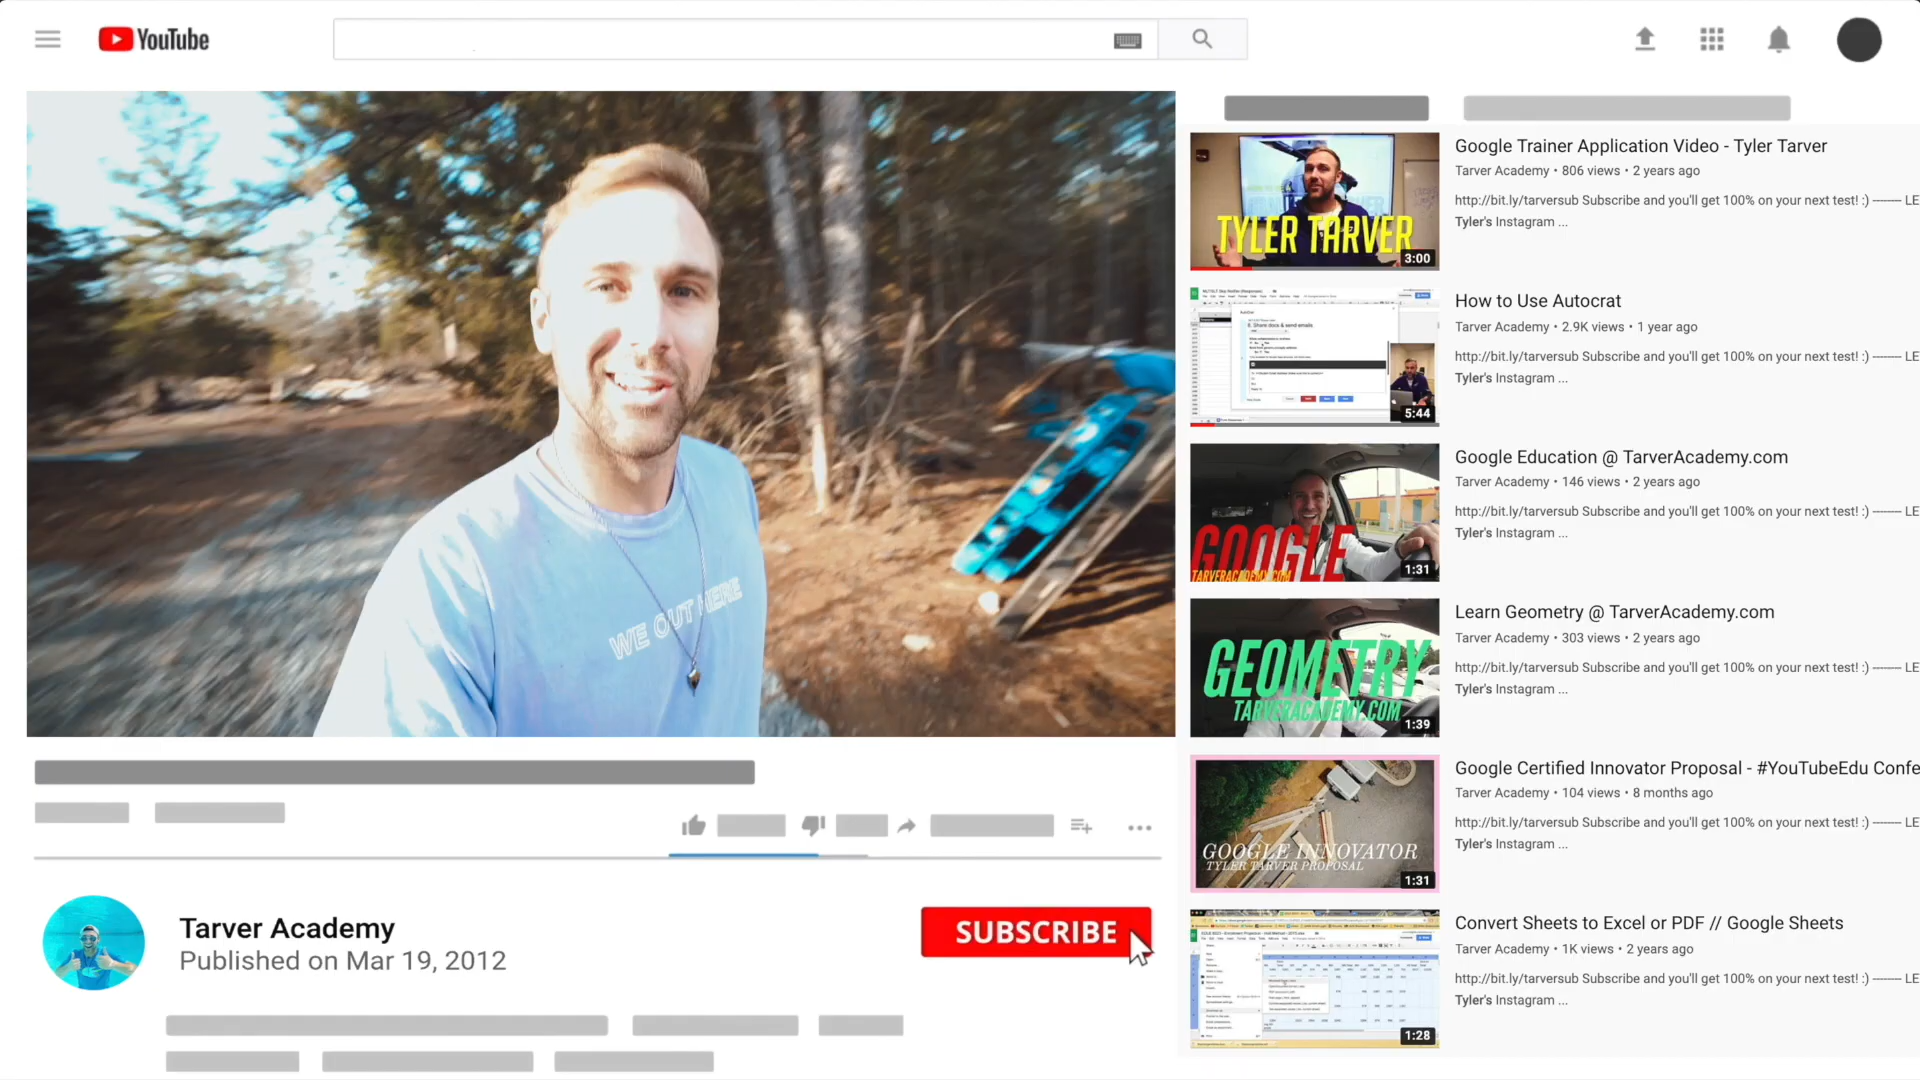 YouTube
WE OUT HERE
Tarver Academy
Published on Mar 19, 2012
SUBSCRIBE
TYLER TARVER
3:00
Google Trainer Application Video - Tyler Tarver
Tarver Academy • 806 views • 2 years ago
http://bit.ly/tarversub Subscribe and you'll get 100% on your next test! :) -------- LE
Tyler's Instagram ...
8. Share docs & send emails
5:44
How to Use Autocrat
Tarver Academy • 2.9K views • 1 year ago
http://bit.ly/tarversub Subscribe and you'll get 100% on your next test! :) -------- LE
Tyler's Instagram ...
GOOGLE
TARVERACADEMY.COM
1:31
Google Education @ TarverAcademy.com
Tarver Academy • 146 views • 2 years ago
http://bit.ly/tarversub Subscribe and you'll get 100% on your next test! :) -------- LE
Tyler's Instagram ...
GEOMETRY
TARVERACADEMY.COM
1:39
Learn Geometry @ TarverAcademy.com
Tarver Academy • 303 views • 2 years ago
http://bit.ly/tarversub Subscribe and you'll get 100% on your next test! :) -------- LE
Tyler's Instagram ...
GOOGLE INNOVATOR
TYLER TARVER PROPOSAL
1:31
Google Certified Innovator Proposal - #YouTubeEdu Confe
Tarver Academy • 104 views • 8 months ago
http://bit.ly/tarversub Subscribe and you'll get 100% on your next test! :) -------- LE
Tyler's Instagram ...
1:28
Convert Sheets to Excel or PDF // Google Sheets
Tarver Academy • 1K views • 2 years ago
http://bit.ly/tarversub Subscribe and you'll get 100% on your next test! :) -------- LE
Tyler's Instagram ...